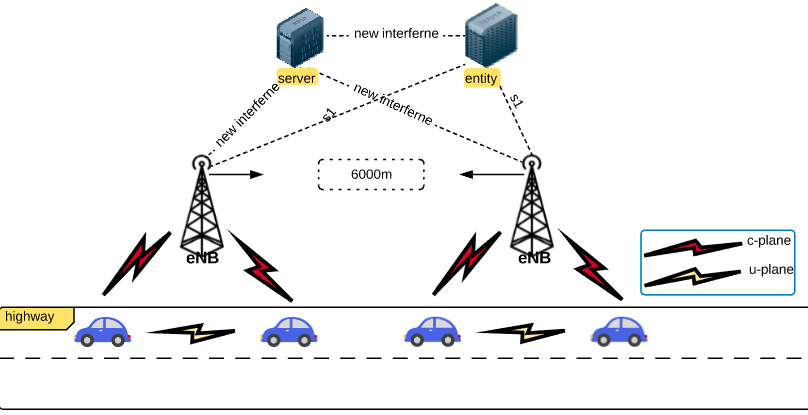 new interferne
server
entity
new interferne
s1
new interferne
s1
6000m
eNB
eNB
c-plane
u-plane
highway